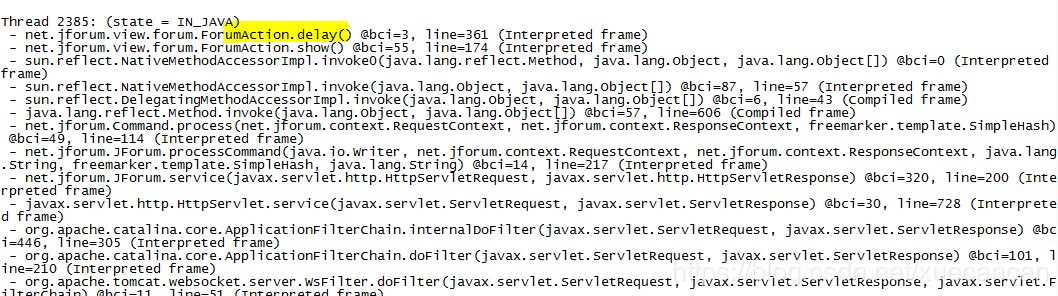 Thread 2385: (state = IN_JAVA)
- net.jforum.view.forum.ForumAction.delay() @bci=3, line=361 (Interpreted frame)
- net.jforum.view.forum.ForumAction.show() @bci=55, line=174 (Interpreted frame)
- sun.reflect.NativeMethodAccessorImpl.invoke0(java.lang.reflect.Method, java.lang.Object, java.lang.Object[]) @bci=0 (Interpreted
frame)
- sun.reflect.NativeMethodAccessorImpl.invoke(java.lang.Object, java.lang.Object[]) @bci=87, line=57 (Interpreted frame)
- sun.reflect.DelegatingMethodAccessorImpl.invoke(java.lang.Object, java.lang.Object[]) @bci=6, line=43 (Compiled frame)
- java.lang.reflect.Method.invoke(java.lang.Object, java.lang.Object[]) @bci=57, line=606 (Compiled frame)
- net.jforum.Command.process(net.jforum.context.RequestContext, net.jforum.context.ResponseContext, freemarker.template.SimpleHash)
@bci=49, line=114 (Interpreted frame)
- net.jforum.JForum.processCommand(java.io.Writer, net.jforum.context.RequestContext, net.jforum.context.ResponseContext, java.lang
.String, freemarker.template.SimpleHash, java.lang.String) @bci=14, line=217 (Interpreted frame)
- net.jforum.JForum.service(javax.servlet.http.HttpServletRequest, javax.servlet.http.HttpServletResponse) @bci=320, line=200 (Inte
rpreted frame)
- javax.servlet.http.HttpServlet.service(javax.servlet.ServletRequest, javax.servlet.ServletResponse) @bci=30, line=728 (Interprete
d frame)
- org.apache.catalina.core.ApplicationFilterChain.internalDoFilter(javax.servlet.ServletRequest, javax.servlet.ServletResponse) @bc
i=446, line=305 (Interpreted frame)
- org.apache.catalina.core.ApplicationFilterChain.doFilter(javax.servlet.ServletRequest, javax.servlet.ServletResponse) @bci=101, l
ine=210 (Interpreted frame)
- org.apache.tomcat.websocket.server.WsFilter.doFilter(javax.servlet.ServletRequest, javax.servlet.ServletResponse, javax.servlet.F
ilterChain) @bci=11, line=51 (Interpreted frame)
https://blog.csdn.net/xuecancan